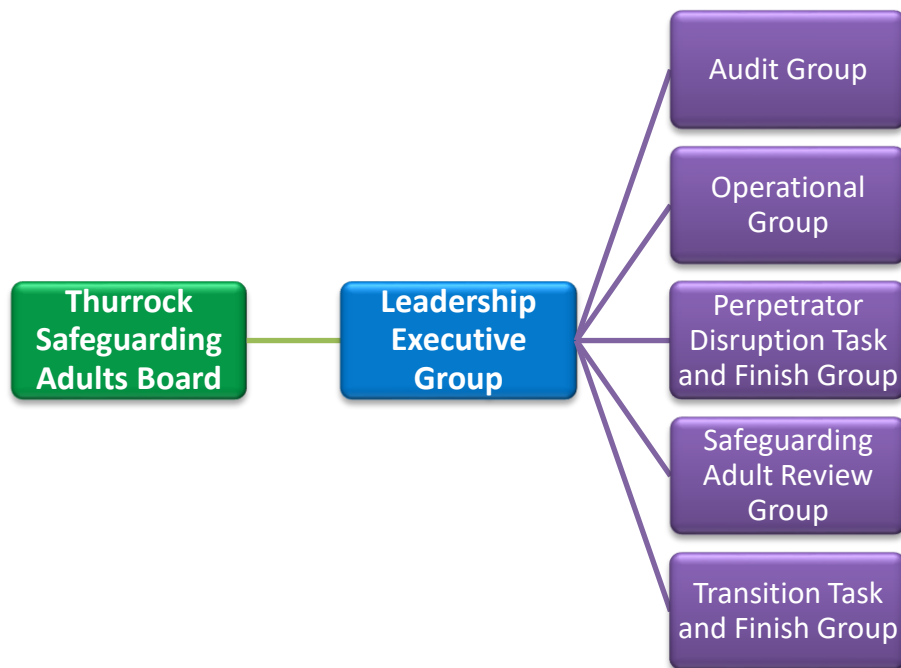 Thurrock
Safeguarding
Adults Board
Leadership
Executive
Group
Audit Group
Operational
Group
Perpetrator
Disruption Task
and Finish Group
Safeguarding
Adult Review
Group
Transition Task
and Finish Group